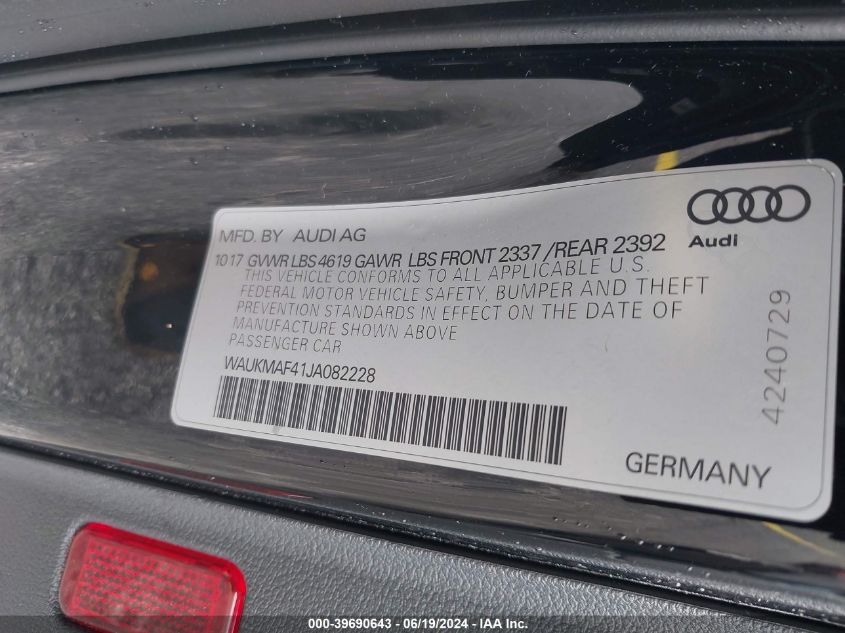 MFD. BY AUDI AG
10 17 GVWR LBS 4619 GAWR LBS FRONT 2337 /REAR 2392
THIS VEHICLE CONFORMS TO ALL APPLICABLE U.S.
FEDERAL MOTOR VEHICLE SAFETY, BUMPER AND THEFT
PREVENTION STANDARDS IN EFFECT ON THE DATE OF
MANUFACTURE SHOWN ABOVE
PASSENGER CAR
WAUKMAF41JA082228
Audi
4240729
GERMANY
000-39690643 / 06/19/2024 - IAA Inc.